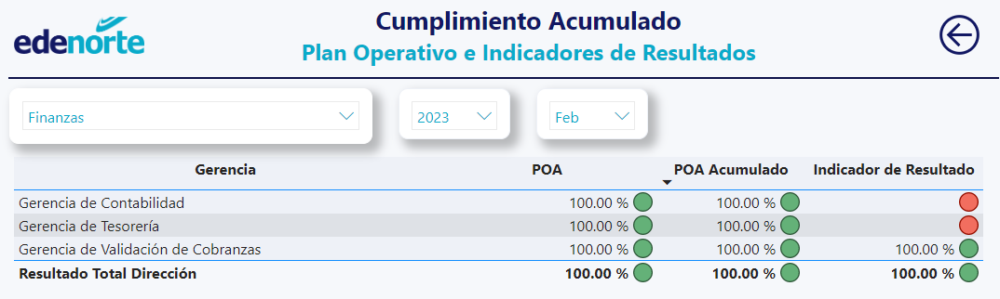 edenorte
Cumplimiento Acumulado
Plan Operativo e Indicadores de Resultados
Finanzas
2023
Feb
Gerencia POA POA Acumulado Indicador de Resultado
Gerencia de Contabilidad 100.00 % 100.00 %
Gerencia de Tesorería 100.00 % 100.00 %
Gerencia de Validación de Cobranzas 100.00 % 100.00 % 100.00 %
Resultado Total Dirección 100.00 % 100.00 % 100.00 %